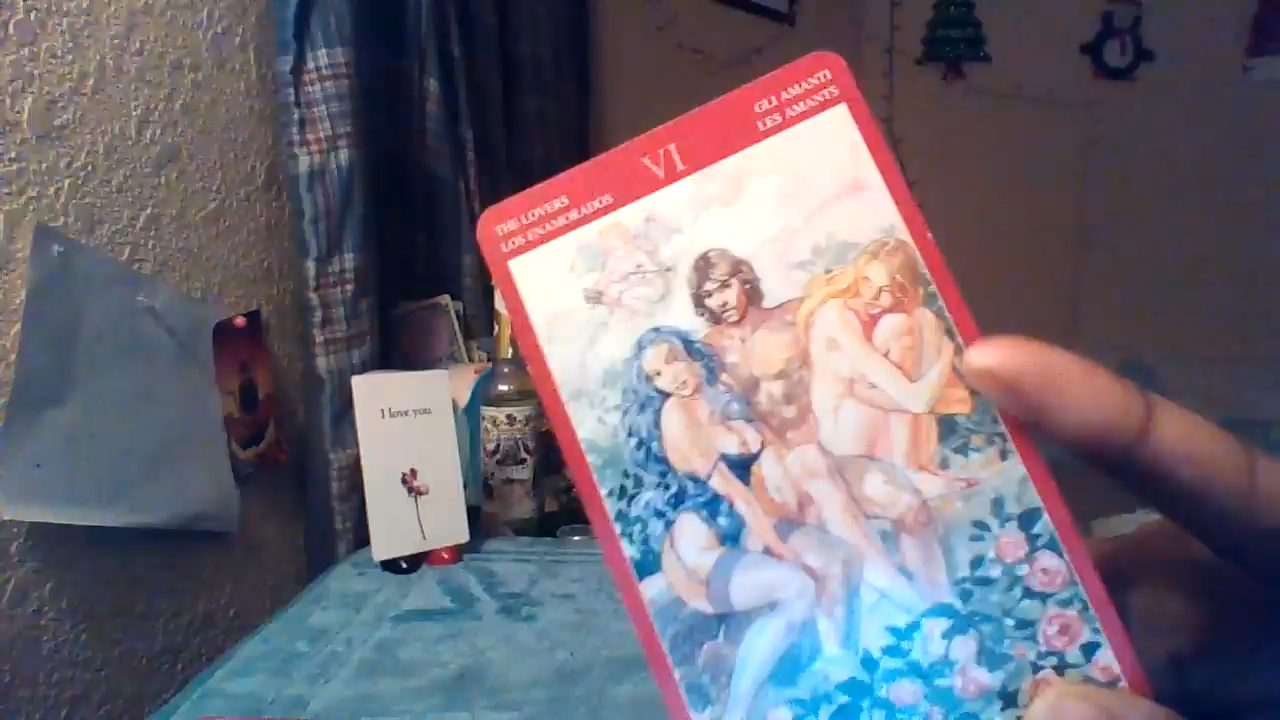 VI
THE LOVERS
LOS ENAMORADOS
GLI AMANTI
LES AMANTS
I love you